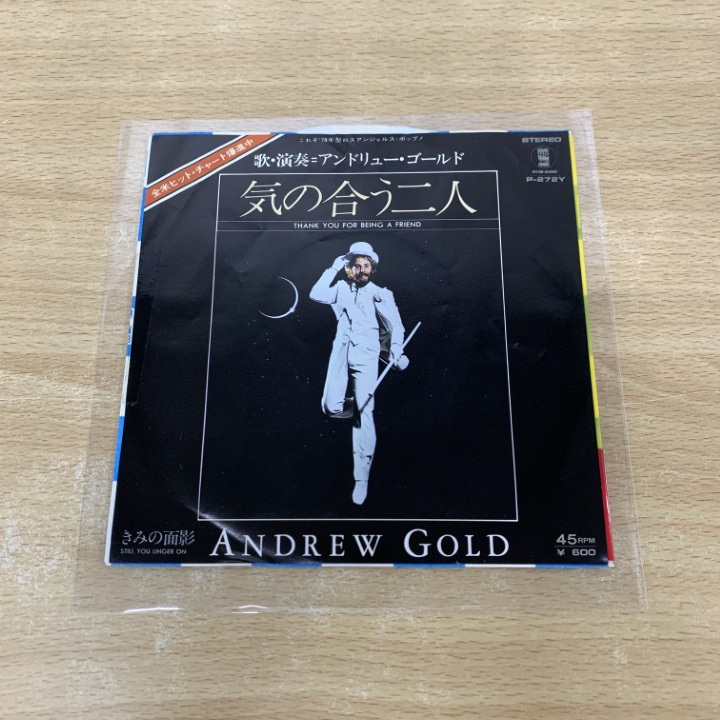 これぞ'78年型ロスアンジェルス・ポップ!
STEREO
全米ヒット・チャート爆進中
歌・演奏=アンドリュー・ゴールド
P-272Y
気の合う二人
THANK YOU FOR BEING A FRIEND
きみの面影
STILL YOU LINGER ON
ANDREW GOLD
45RPM
¥ 600